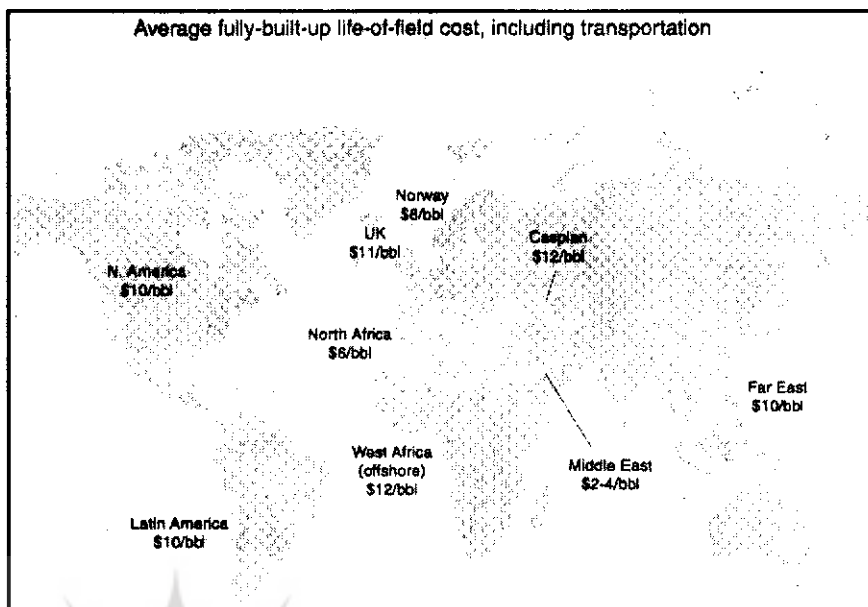 Average fully-built-up life-of-field cost, including transportation
Norway
$8/bbl
UK
$11/bbl
Caspian
$12/bbl
N. America
$10/bbl
North Africa
$6/bbl
Far East
$10/bbl
West Africa
(offshore)
$12/bbl
Middle East
$2-4/bbl
Latin America
$10/bbl